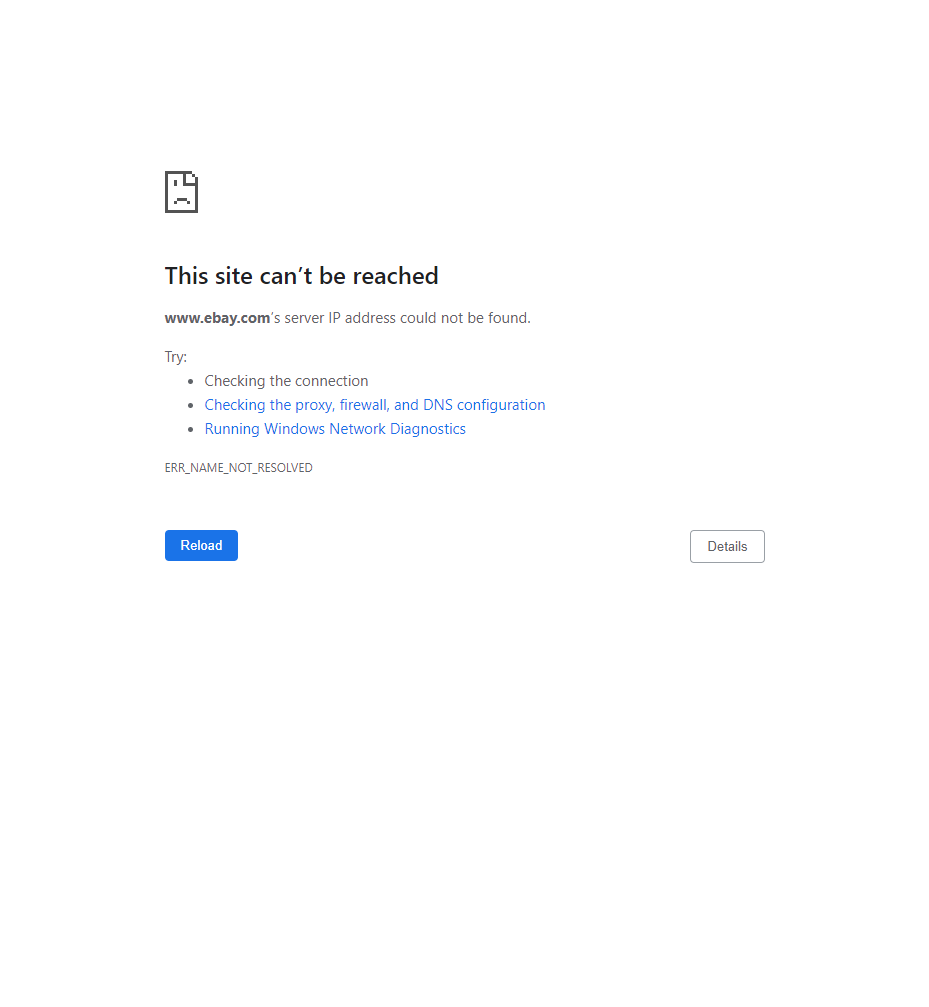 This site can’t be reached
www.ebay.com’s server IP address could not be found.
Try:
Checking the connection
Checking the proxy, firewall, and DNS configuration
Running Windows Network Diagnostics
ERR_NAME_NOT_RESOLVED
Reload
Details